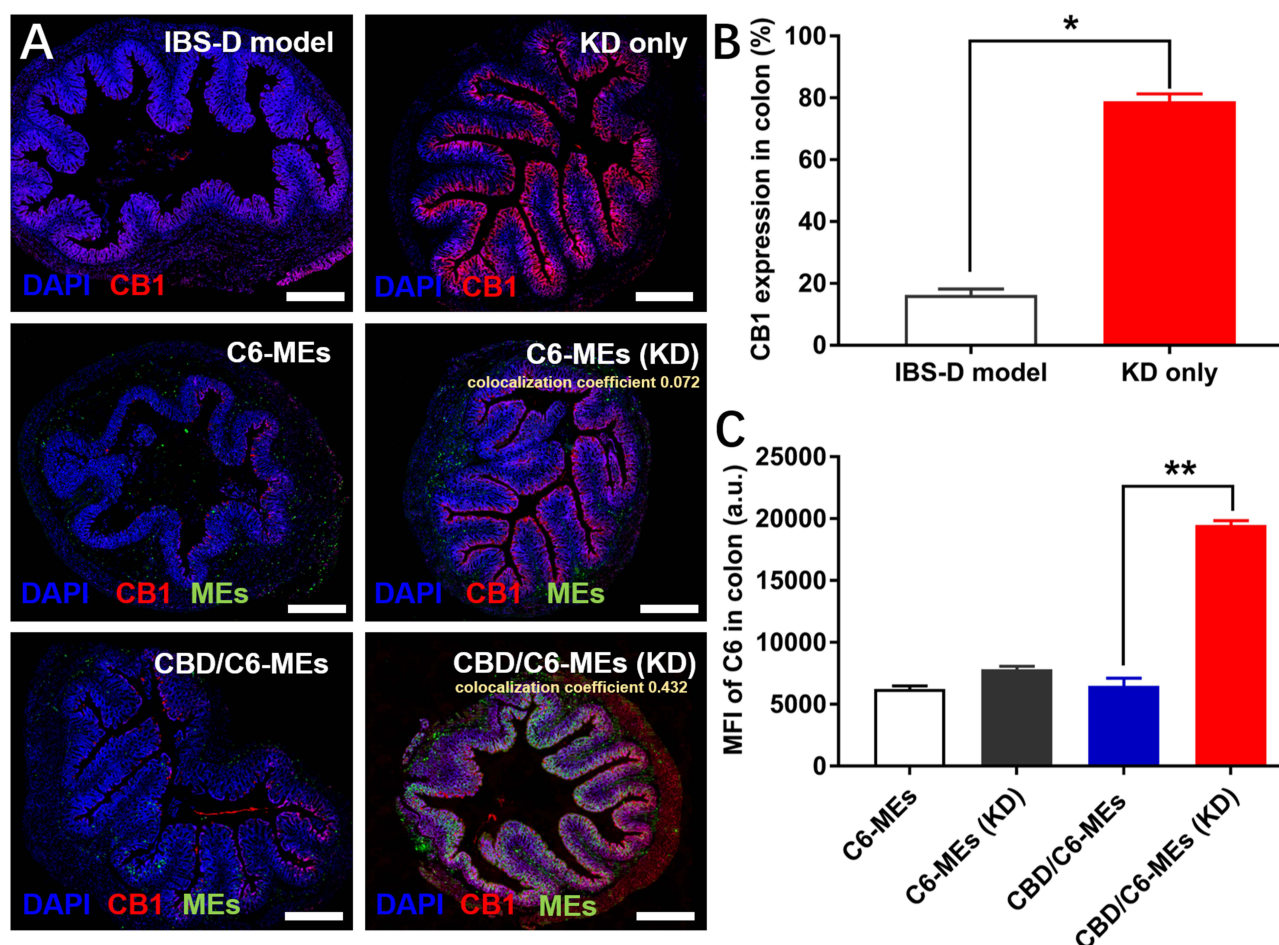 A
IBS-D model
DAPI CB1
KD only
DAPI CB1
C6-MEs
DAPI CB1 MEs
C6-MEs (KD)
colocalization coefficient 0.072
DAPI CB1 MEs
CBD/C6-MEs
DAPI CB1 MEs
CBD/C6-MEs (KD)
colocalization coefficient 0.432
DAPI CB1 MEs
B
CB1 expression in colon (%)
100
80
60
40
20
0
*
IBS-D model
KD only
C
MFI of C6 in colon (a.u.)
25000
20000
15000
10000
5000
0
**
C6-MEs
C6-MEs (KD)
CBD/C6-MEs
CBD/C6-MEs (KD)